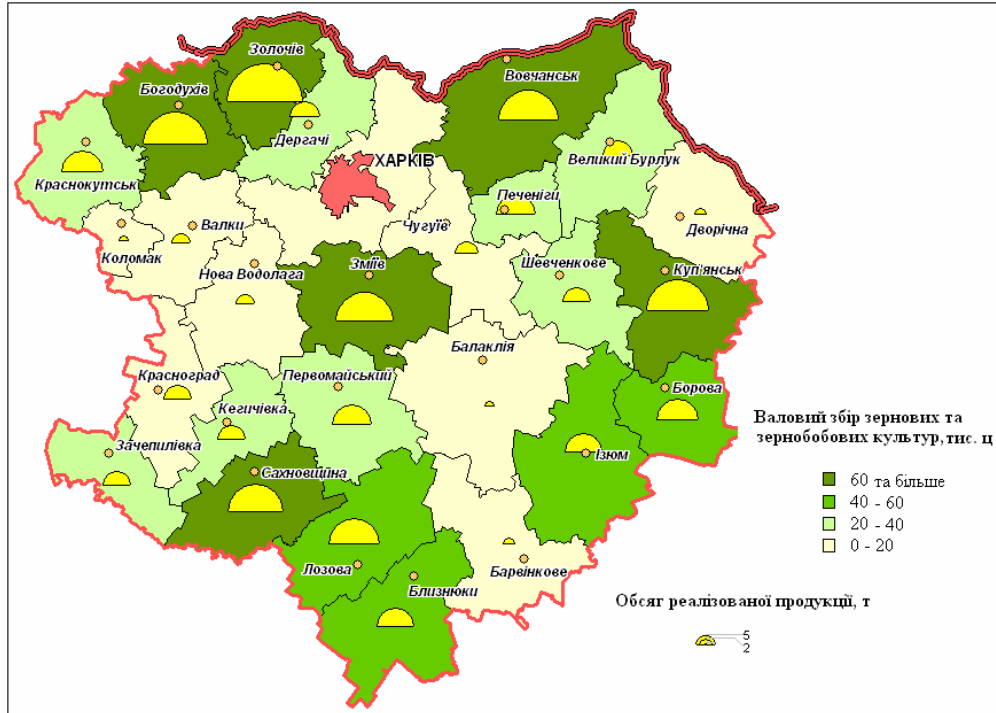 Золочів
Вовчанськ
Богодухів
Дергачі
Великий Бурлук
ХАРКІВ
Краснокутськ
Печеніги
Валки
Чугуїв
Дворічна
Коломак
Нова Водолага
Зміїв
Шевченкове
Куп'янськ
Балаклія
Красноград
Первомайський
Борова
Кегичівка
Зачепилівка
Ізюм
Сахновщійна
Лозова
Близнюки
Барвінкове
Валовий збір зернових та
зернобобових культур, тис. ц
60 та більше
40 - 60
20 - 40
0 - 20
Обсяг реалізованої продукції, т
5
2